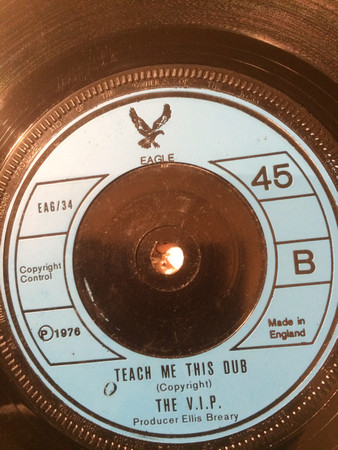 EAGLE
45
EAG/34
Copyright
Control
B
℗ 1976
Made in
England
TEACH ME THIS DUB
(Copyright)
THE V.I.P.
Producer Ellis Breary